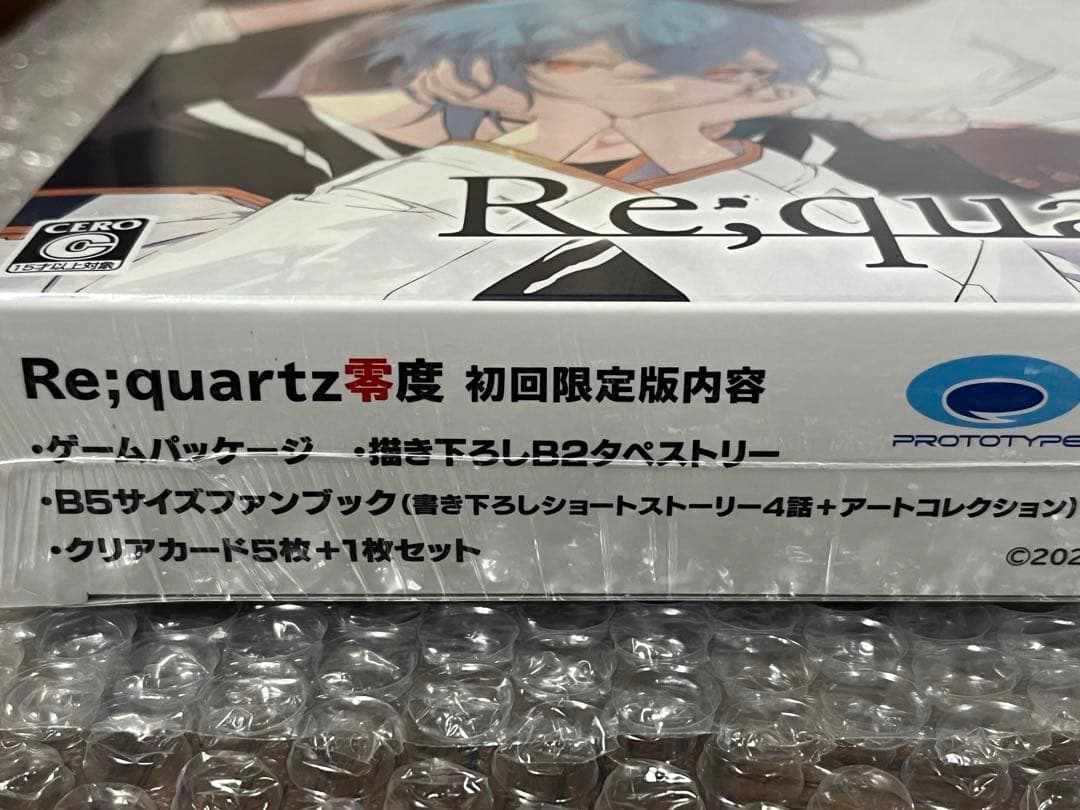 CERO
C
15才以上対象
Re;qua
Re;quartz零度 初回限定版内容
PROTOTYPE
・ゲームパッケージ ・描き下ろしB2タペストリー
・B5サイズファンブック(書き下ろしショートストーリー4話+アートコレクション)
・クリアカード5枚+1枚セット
©202